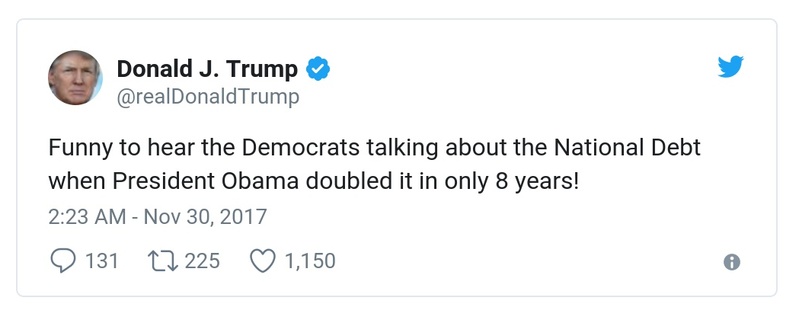 Donald J. Trump
@realDonaldTrump
Funny to hear the Democrats talking about the National Debt
when President Obama doubled it in only 8 years!
2:23 AM - Nov 30, 2017
131 225 1,150